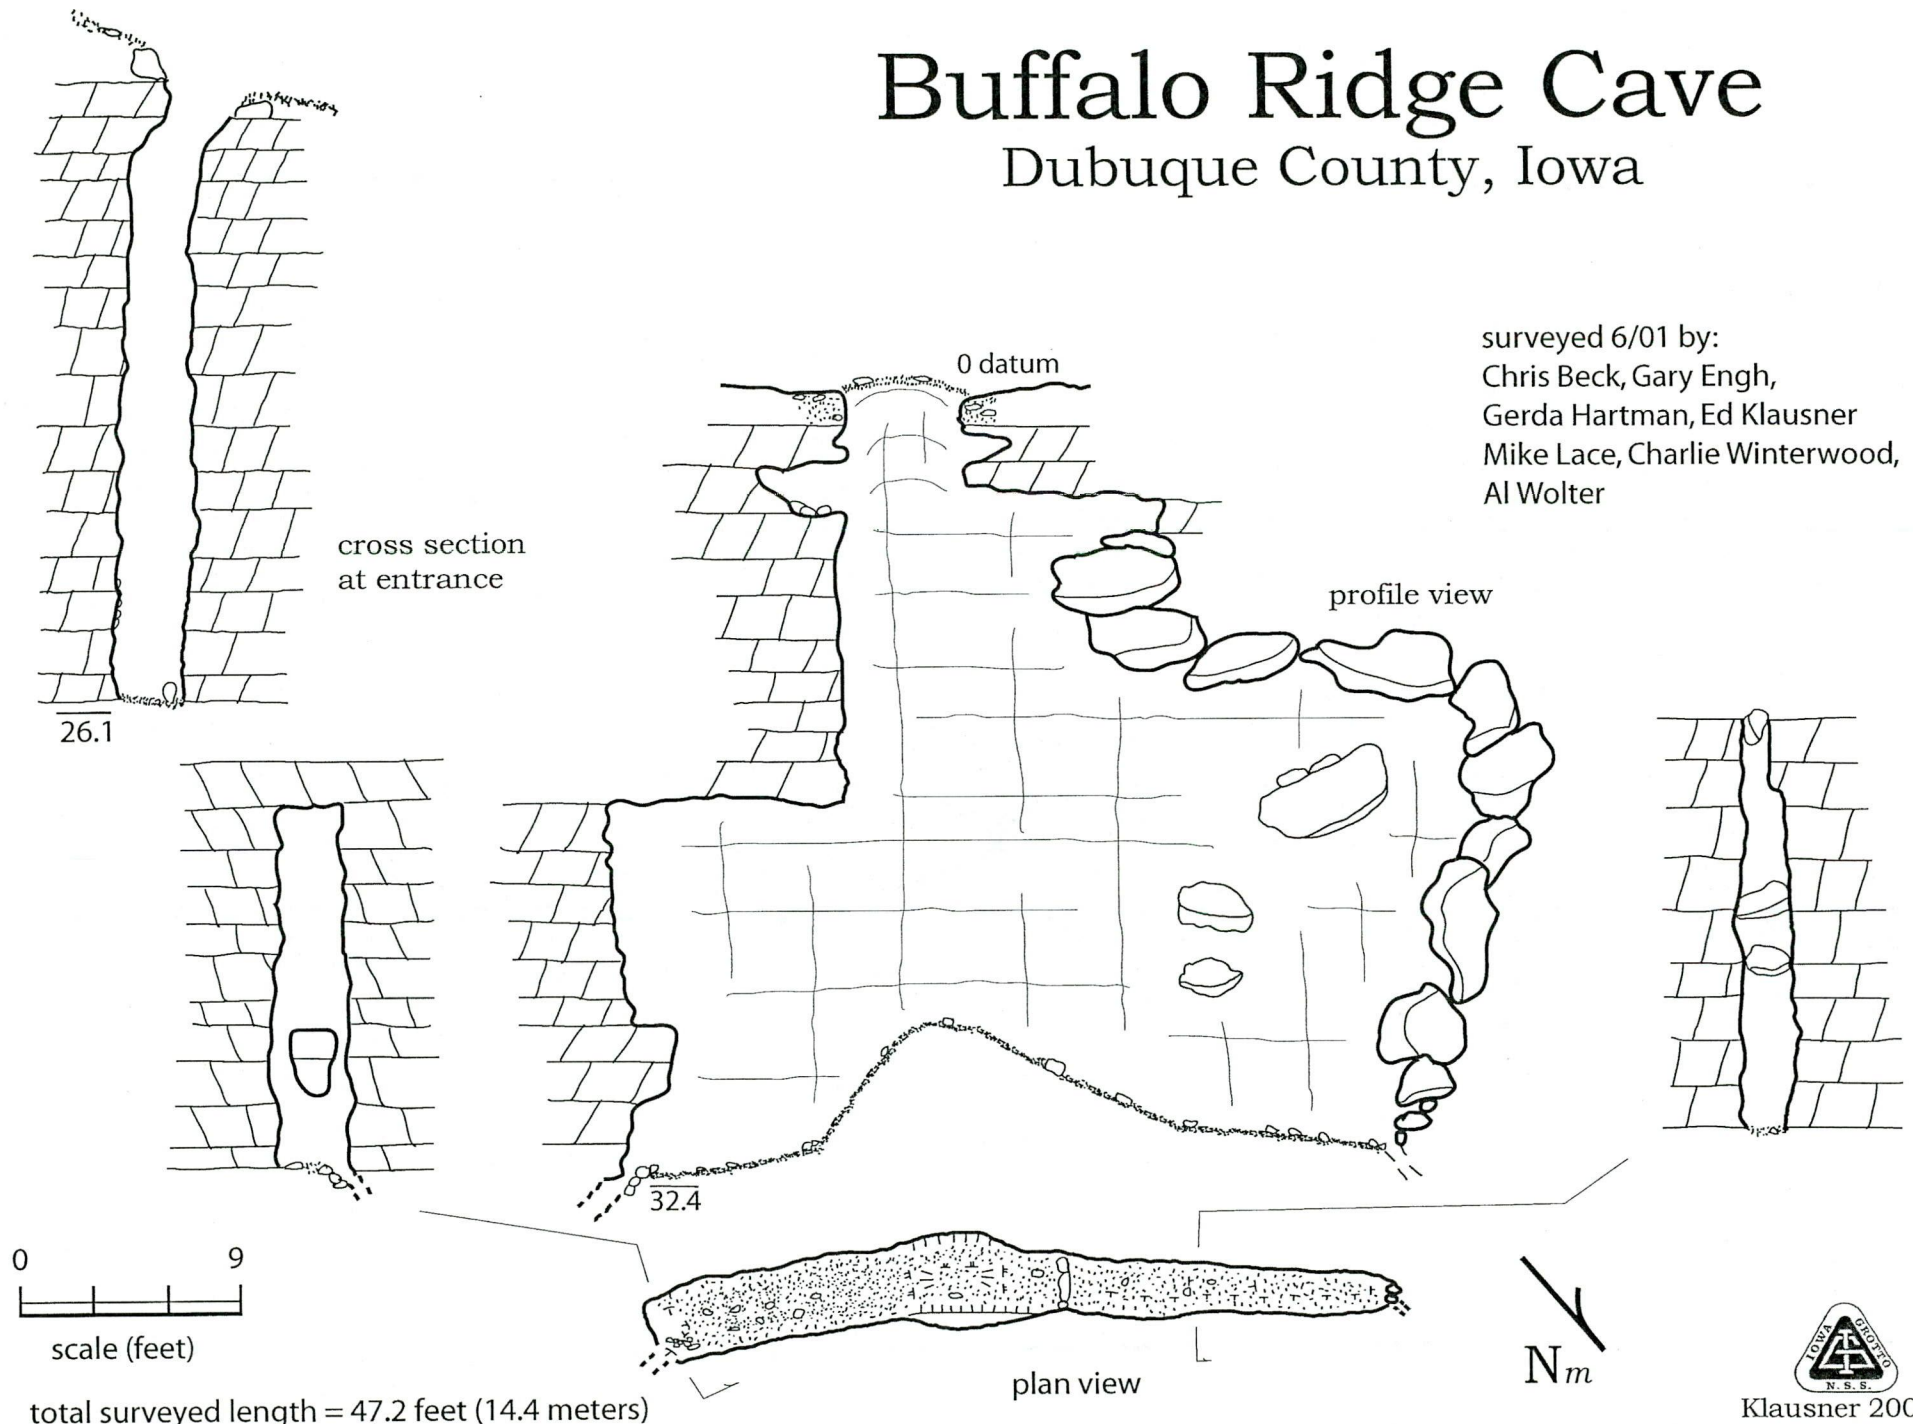 Buffalo Ridge Cave
Dubuque County, Iowa
surveyed 6/01 by:
Chris Beck, Gary Engh,
Gerda Hartman, Ed Klausner
Mike Lace, Charlie Winterwood,
Al Wolter
0 datum
cross section
at entrance
profile view
26.1
32.4
0 9
scale (feet)
total surveyed length = 47.2 feet (14.4 meters)
plan view
Nm
IOWA GROTTO
N.S.S.
Klausner 200